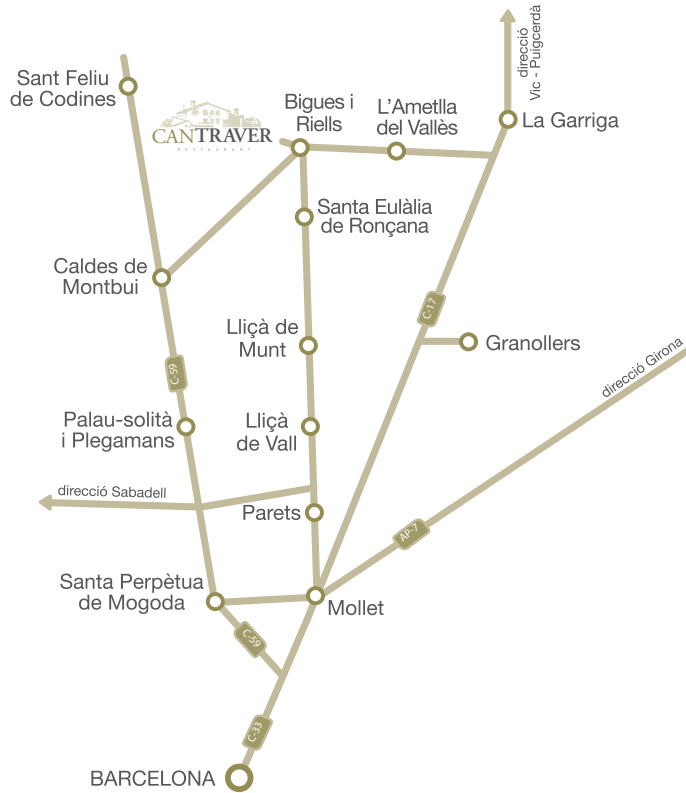 direcció
Vic - Puigcerdà
Sant Feliu
de Codines
CANTRAVER
RESTAURANT
Bigues i
Riells
L'Ametlla
del Vallès
La Garriga
Santa Eulàlia
de Ronçana
Caldes de
Montbui
C-17
Lliçà de
Munt
Granollers
direcció Girona
C-59
Palau-solità
i Plegamans
Lliçà
de Vall
direcció Sabadell
Parets
AP-7
Santa Perpètua
de Mogoda
Mollet
C-59
C-33
BARCELONA